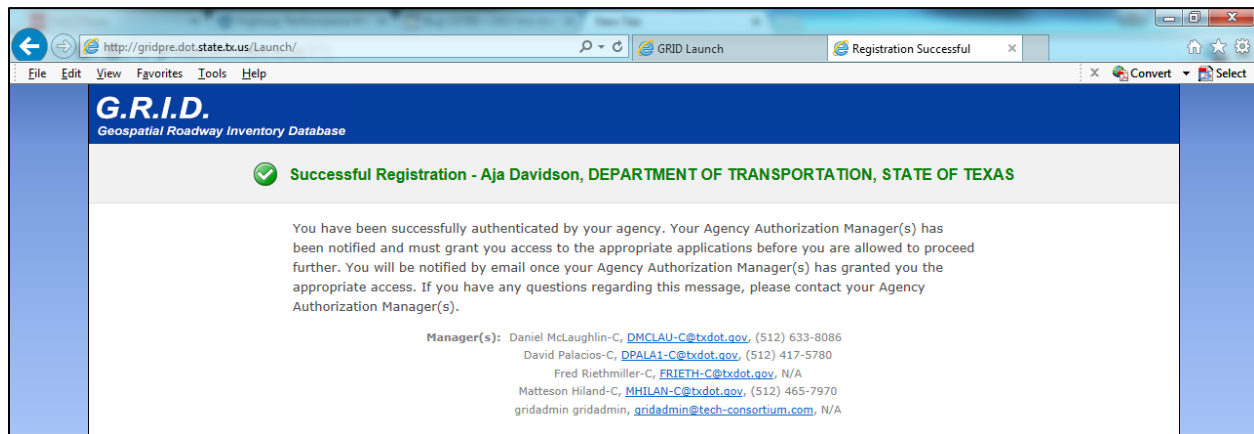 http://gridpre.dot.state.tx.us/Launch/
GRID Launch
Registration Successful
File Edit View Favorites Tools Help
Convert Select
G.R.I.D.
Geospatial Roadway Inventory Database
Successful Registration - Aja Davidson, DEPARTMENT OF TRANSPORTATION, STATE OF TEXAS
You have been successfully authenticated by your agency. Your Agency Authorization Manager(s) has
been notified and must grant you access to the appropriate applications before you are allowed to proceed
further. You will be notified by email once your Agency Authorization Manager(s) has granted you the
appropriate access. If you have any questions regarding this message, please contact your Agency
Authorization Manager(s).
Manager(s): Daniel McLaughlin-C, DMCLAU-C@txdot.gov, (512) 633-8086
David Palacios-C, DPALA1-C@txdot.gov, (512) 417-5780
Fred Riethmiller-C, FRIETH-C@txdot.gov, N/A
Matteson Hiland-C, MHILAN-C@txdot.gov, (512) 465-7970
gridadmin gridadmin, gridadmin@tech-consortium.com, N/A